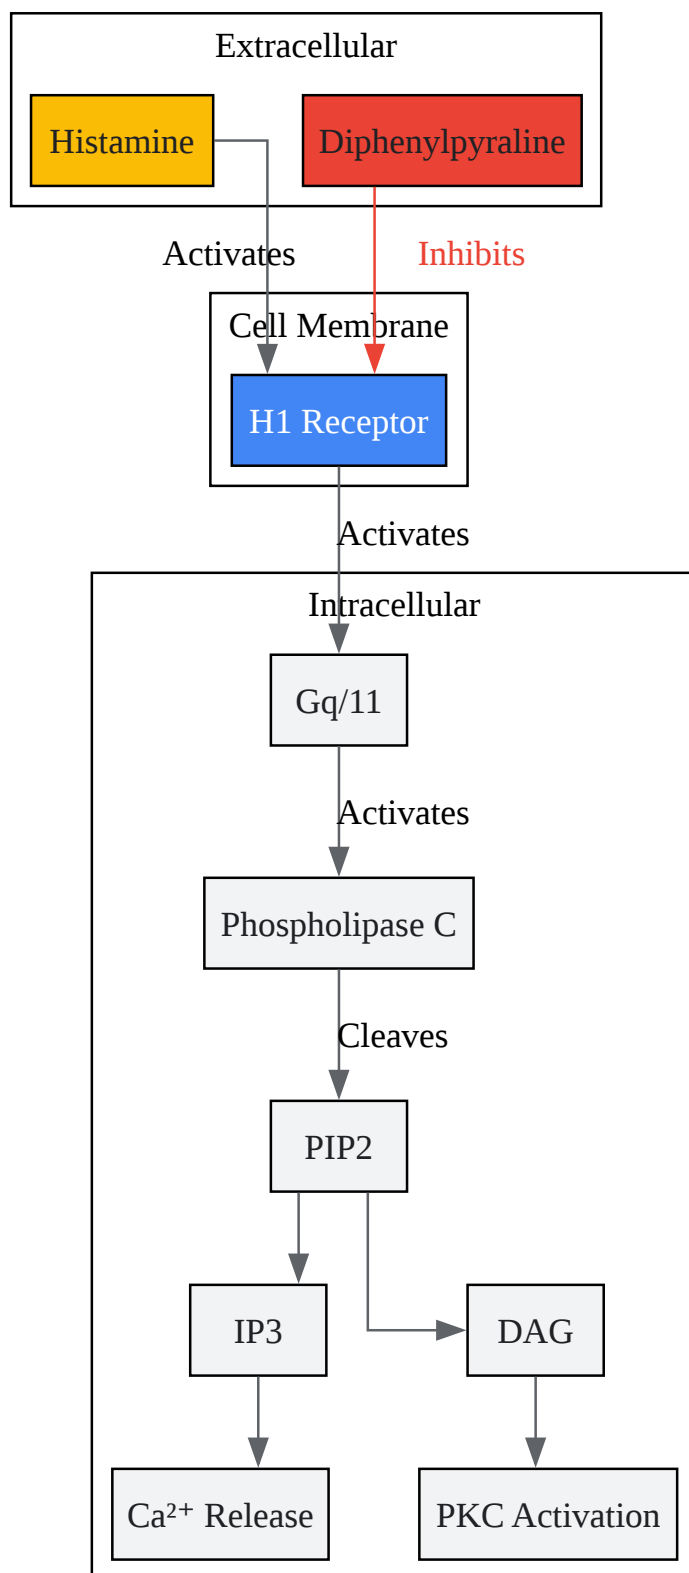 Extracellular
Histamine
Diphenylpyraline
Activates
Inhibits
Cell Membrane
H1 Receptor
Activates
Intracellular
Gq/11
Activates
Phospholipase C
Cleaves
PIP2
IP3
DAG
Ca²⁺ Release
PKC Activation